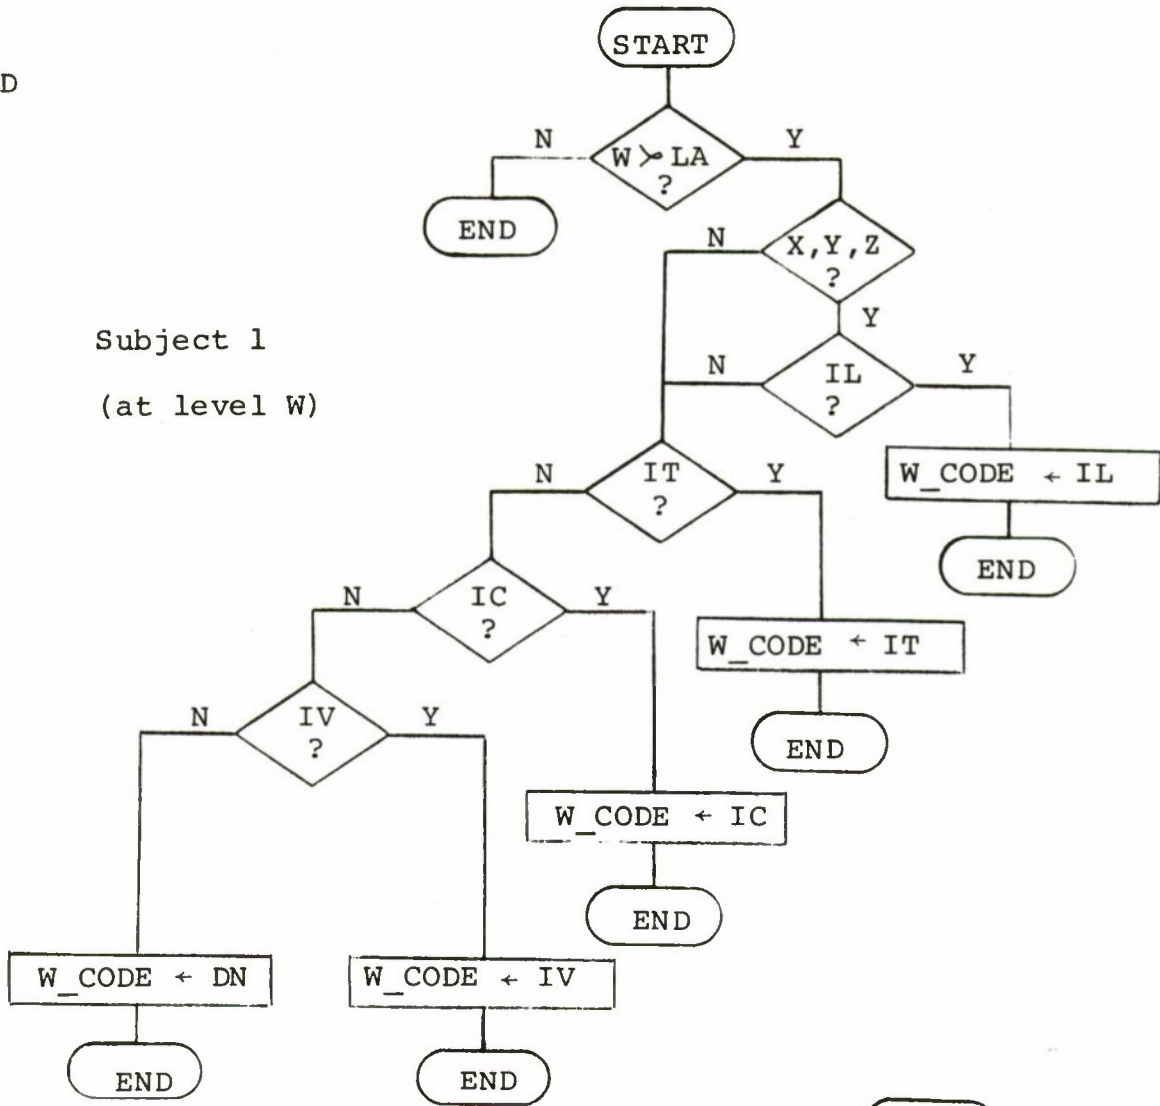 START
D
N
Y
W ≻ LA
?
END
N
X,Y,Z
?
Y
Subject 1
(at level W)
N
IL
?
Y
N
IT
?
Y
W_CODE ← IL
END
N
IC
?
Y
W_CODE ← IT
N
IV
?
Y
END
W_CODE ← IC
END
W_CODE ← DN
W_CODE ← IV
END
END